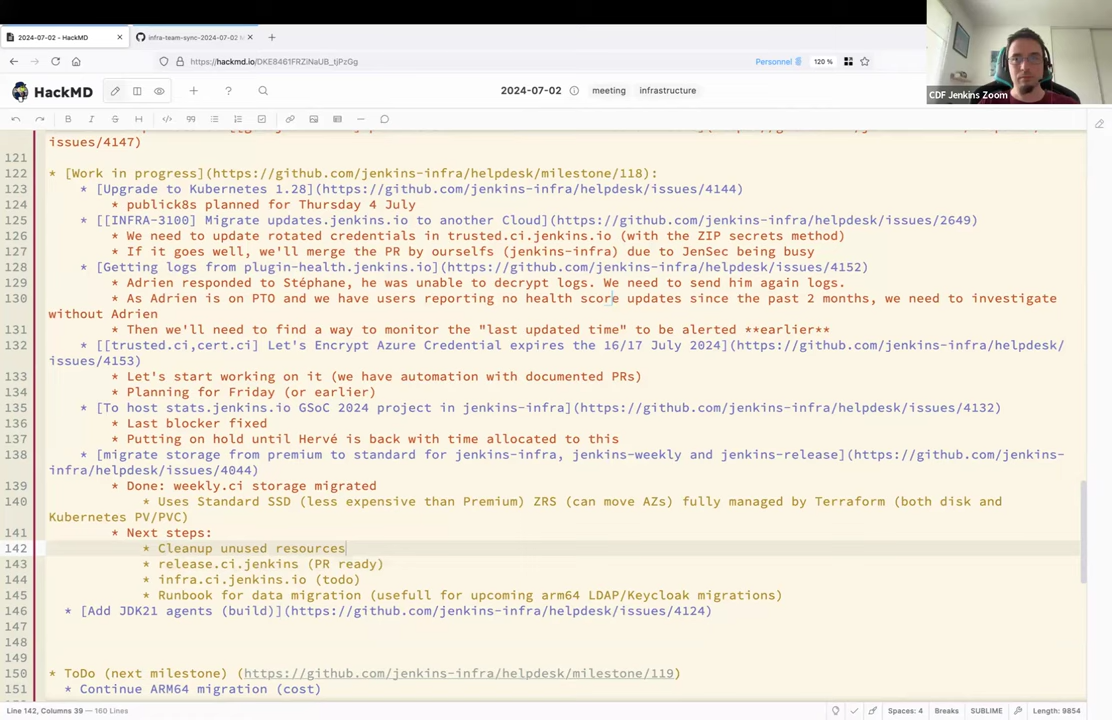 2024-07-02 - HackMD
infra-team-sync-2024-07-02
https://hackmd.io/DKE8461FRZiNaUB_tjPzGg
Personnel
120 %
CDF Jenkins Zoom
HackMD
2024-07-02
meeting
infrastructure
issues/4147)
121
122 * [Work in progress](https://github.com/jenkins-infra/helpdesk/milestone/118):
123 * [Upgrade to Kubernetes 1.28](https://github.com/jenkins-infra/helpdesk/issues/4144)
124 * publick8s planned for Thursday 4 July
125 * [[INFRA-3100] Migrate updates.jenkins.io to another Cloud](https://github.com/jenkins-infra/helpdesk/issues/2649)
126 * We need to update rotated credentials in trusted.ci.jenkins.io (with the ZIP secrets method)
127 * If it goes well, we'll merge the PR by ourselfs (jenkins-infra) due to JenSec being busy
128 * [Getting logs from plugin-health.jenkins.io](https://github.com/jenkins-infra/helpdesk/issues/4152)
129 * Adrien responded to Stéphane, he was unable to decrypt logs. We need to send him again logs.
130 * As Adrien is on PTO and we have users reporting no health score updates since the past 2 months, we need to investigate
without Adrien
131 * Then we'll need to find a way to monitor the "last updated time" to be alerted **earlier**
132 * [[trusted.ci,cert.ci] Let's Encrypt Azure Credential expires the 16/17 July 2024](https://github.com/jenkins-infra/helpdesk/
issues/4153)
133 * Let's start working on it (we have automation with documented PRs)
134 * Planning for Friday (or earlier)
135 * [To host stats.jenkins.io GSoC 2024 project in jenkins-infra](https://github.com/jenkins-infra/helpdesk/issues/4132)
136 * Last blocker fixed
137 * Putting on hold until Hervé is back with time allocated to this
138 * [migrate storage from premium to standard for jenkins-infra, jenkins-weekly and jenkins-release](https://github.com/jenkins-
infra/helpdesk/issues/4044)
139 * Done: weekly.ci storage migrated
140 * Uses Standard SSD (less expensive than Premium) ZRS (can move AZs) fully managed by Terraform (both disk and
Kubernetes PV/PVC)
141 * Next steps:
142 * Cleanup unused resources
143 * release.ci.jenkins (PR ready)
144 * infra.ci.jenkins.io (todo)
145 * Runbook for data migration (usefull for upcoming arm64 LDAP/Keycloak migrations)
146 * [Add JDK21 agents (build)](https://github.com/jenkins-infra/helpdesk/issues/4124)
147
148
149
150 * ToDo (next milestone) (https://github.com/jenkins-infra/helpdesk/milestone/119)
151 * Continue ARM64 migration (cost)
Line 142, Columns 39 — 160 Lines
Spaces: 4
Breaks
SUBLIME
Length: 9854